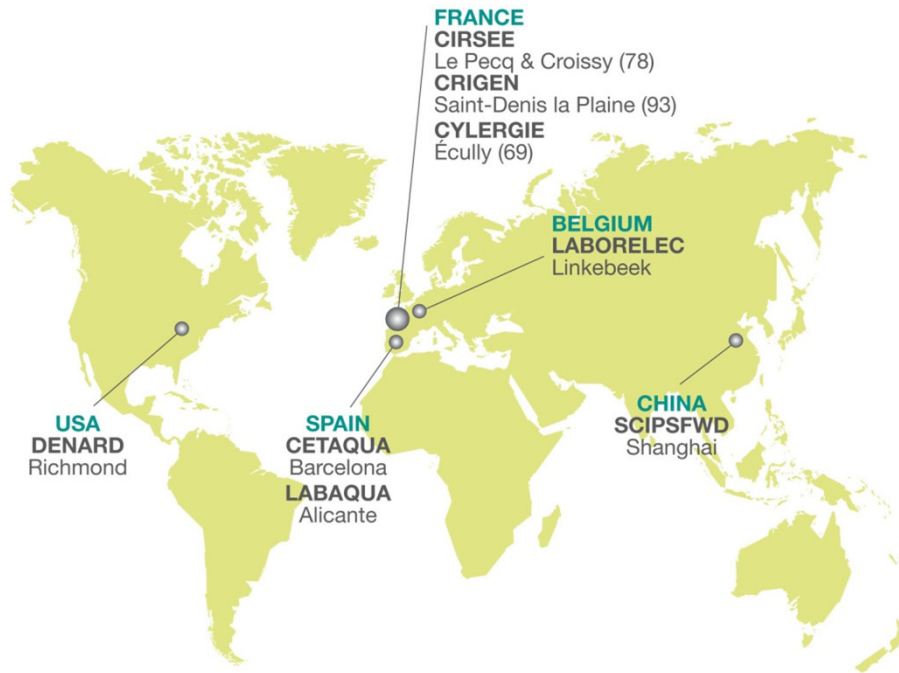 FRANCE
CIRSEE
Le Pecq & Croissy (78)
CRIGEN
Saint-Denis la Plaine (93)
CYLERGIE
Écully (69)
BELGIUM
LABORELEC
Linkebeek
USA
DENARD
Richmond
SPAIN
CETAQUA
Barcelona
LABAQUA
Alicante
CHINA
SCIPSFWD
Shanghai